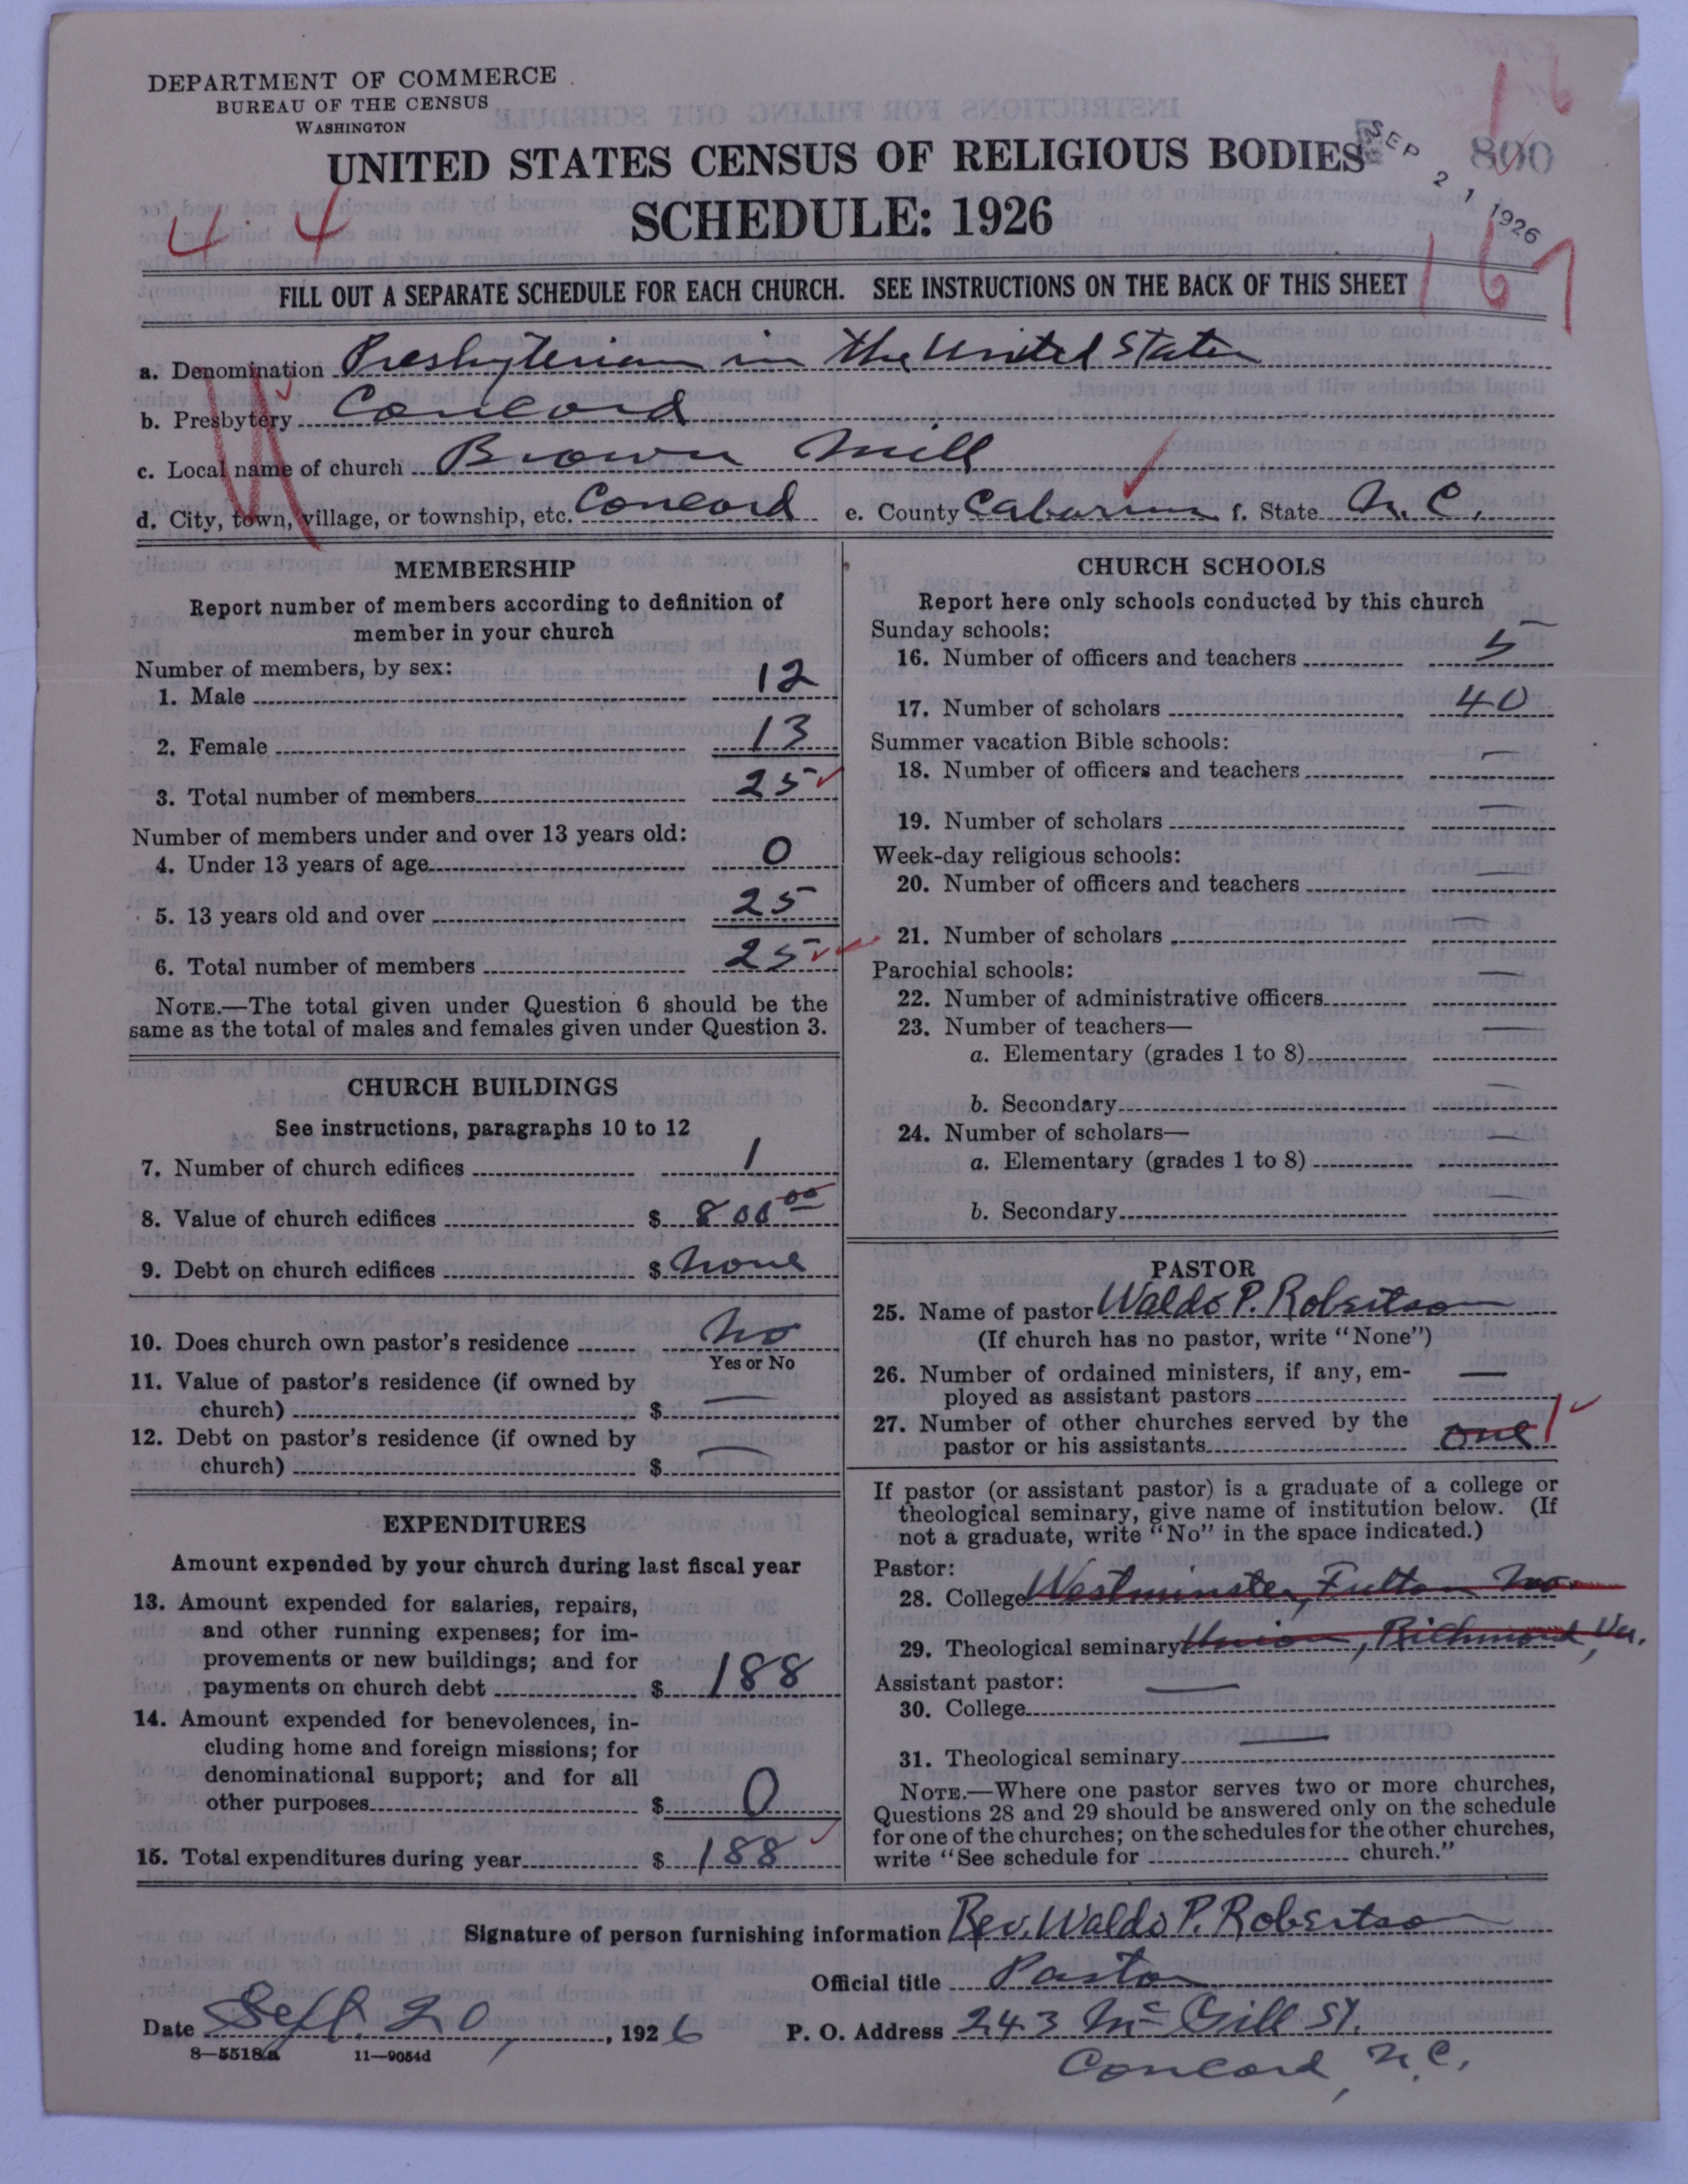 DEPARTMENT OF COMMERCE
BUREAU OF THE CENSUS
WASHINGTON
UNITED STATES CENSUS OF RELIGIOUS BODIES
SCHEDULE: 1926
SEP 21 1926
800
4 4
167
FILL OUT A SEPARATE SCHEDULE FOR EACH CHURCH. SEE INSTRUCTIONS ON THE BACK OF THIS SHEET
a. Denomination Presbyterian in the United States
b. Presbytery Concord
c. Local name of church Brown Mill
d. City, town, village, or township, etc. Concord e. County Cabarrus f. State N.C.
MEMBERSHIP
Report number of members according to definition of
member in your church
Number of members, by sex:
1. Male 12
2. Female 13
3. Total number of members 25
Number of members under and over 13 years old:
4. Under 13 years of age 0
5. 13 years old and over 25
6. Total number of members 25
NOTE.—The total given under Question 6 should be the
same as the total of males and females given under Question 3.
CHURCH BUILDINGS
See instructions, paragraphs 10 to 12
7. Number of church edifices 1
8. Value of church edifices $ 800 00
9. Debt on church edifices $ None
10. Does church own pastor's residence No
Yes or No
11. Value of pastor's residence (if owned by
church) $ —
12. Debt on pastor's residence (if owned by
church) $ —
EXPENDITURES
Amount expended by your church during last fiscal year
13. Amount expended for salaries, repairs,
and other running expenses; for im-
provements or new buildings; and for
payments on church debt $ 188
14. Amount expended for benevolences, in-
cluding home and foreign missions; for
denominational support; and for all
other purposes $ 0
15. Total expenditures during year $ 188
CHURCH SCHOOLS
Report here only schools conducted by this church
Sunday schools:
16. Number of officers and teachers 5
17. Number of scholars 40
Summer vacation Bible schools:
18. Number of officers and teachers —
19. Number of scholars —
Week-day religious schools:
20. Number of officers and teachers —
21. Number of scholars —
Parochial schools:
22. Number of administrative officers —
23. Number of teachers—
a. Elementary (grades 1 to 8) —
b. Secondary —
24. Number of scholars—
a. Elementary (grades 1 to 8) —
b. Secondary —
PASTOR
25. Name of pastor Waldo P. Robertson
(If church has no pastor, write "None")
26. Number of ordained ministers, if any, em-
ployed as assistant pastors —
27. Number of other churches served by the
pastor or his assistants one 1
If pastor (or assistant pastor) is a graduate of a college or
theological seminary, give name of institution below. (If
not a graduate, write "No" in the space indicated.)
Pastor:
28. College Westminster, Fulton Mo.
29. Theological seminary Union, Richmond, Va.
Assistant pastor:
30. College —
31. Theological seminary —
NOTE.—Where one pastor serves two or more churches,
Questions 28 and 29 should be answered only on the schedule
for one of the churches; on the schedules for the other churches,
write "See schedule for ______ church."
Signature of person furnishing information Rev. Waldo P. Robertson
Official title Pastor
Date Sept. 20, 1926 P. O. Address 243 McGill St.
Concord, N.C.
8—5518a 11—9054d